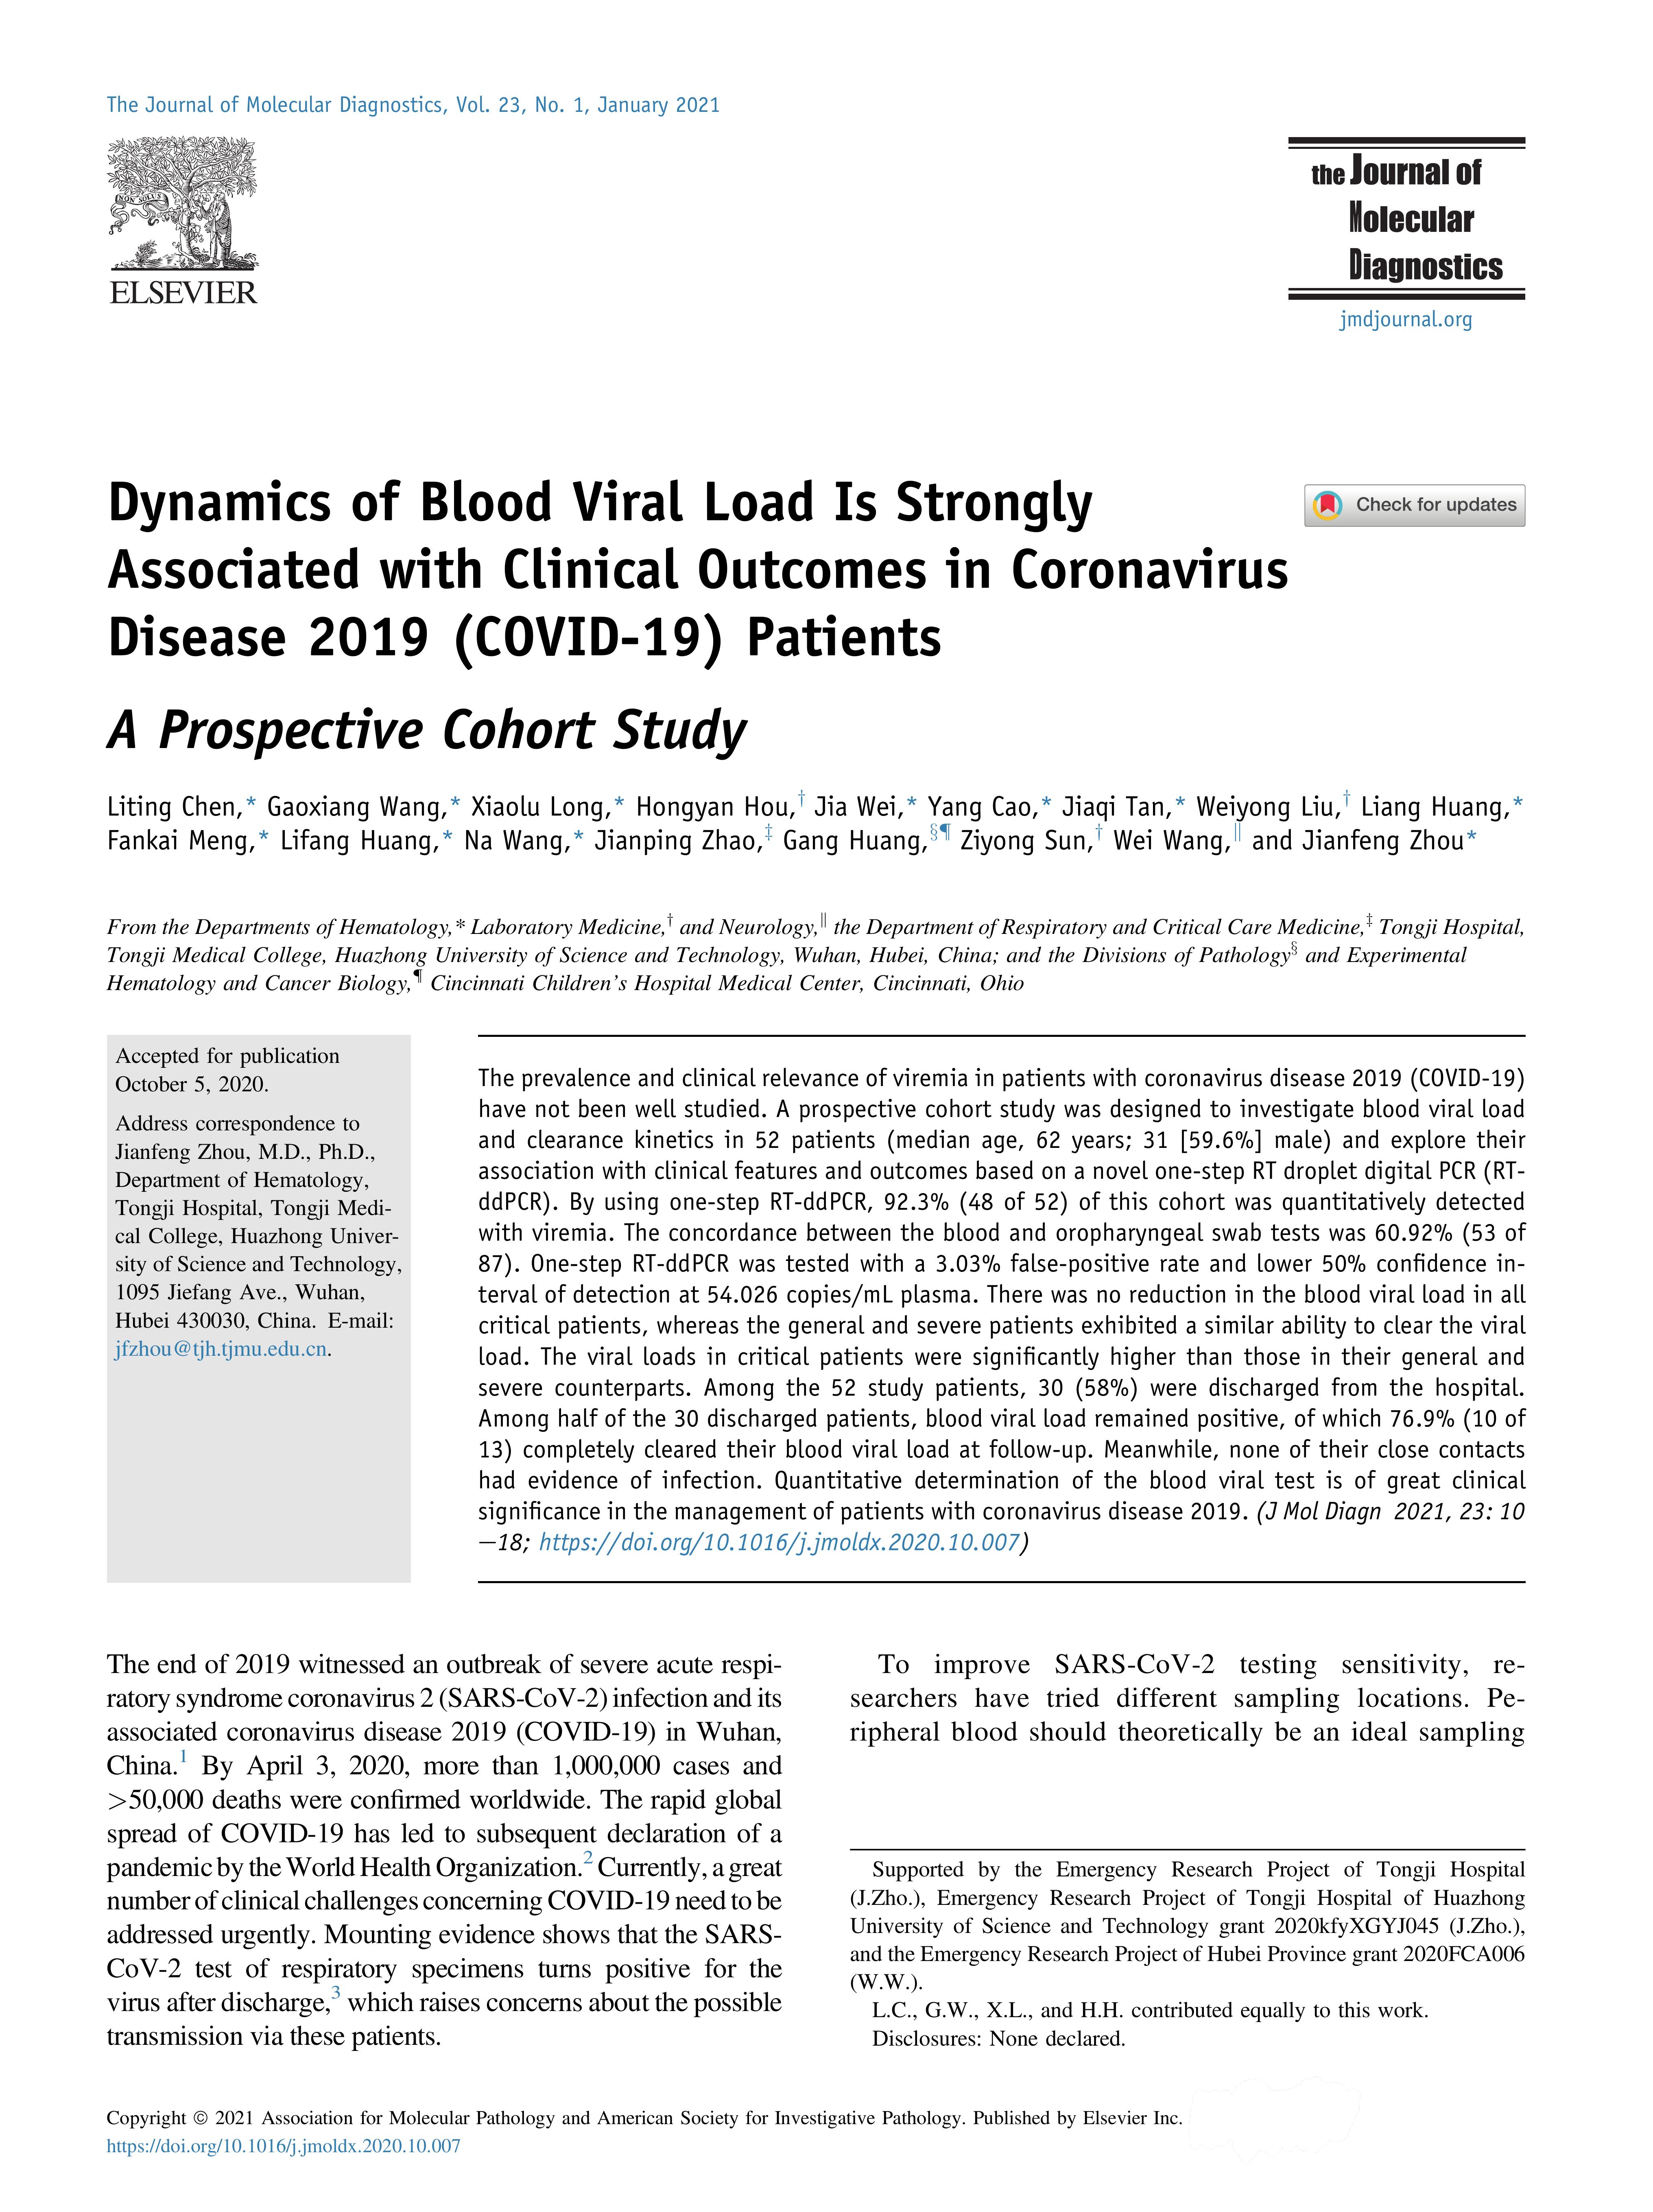 The Journal of Molecular Diagnostics, Vol. 23, No. 1, January 2021
NON SOLUS
ELSEVIER
the Journal of
Molecular
Diagnostics
jmdjournal.org
Dynamics of Blood Viral Load Is Strongly
Associated with Clinical Outcomes in Coronavirus
Disease 2019 (COVID-19) Patients
Check for updates
A Prospective Cohort Study
Liting Chen,* Gaoxiang Wang,* Xiaolu Long,* Hongyan Hou,† Jia Wei,* Yang Cao,* Jiaqi Tan,* Weiyong Liu,† Liang Huang,*
Fankai Meng,* Lifang Huang,* Na Wang,* Jianping Zhao,‡ Gang Huang,§¶ Ziyong Sun,† Wei Wang,‖ and Jianfeng Zhou*
From the Departments of Hematology,* Laboratory Medicine,† and Neurology,‖ the Department of Respiratory and Critical Care Medicine,‡ Tongji Hospital,
Tongji Medical College, Huazhong University of Science and Technology, Wuhan, Hubei, China; and the Divisions of Pathology§ and Experimental
Hematology and Cancer Biology,¶ Cincinnati Children's Hospital Medical Center, Cincinnati, Ohio
Accepted for publication
October 5, 2020.
Address correspondence to
Jianfeng Zhou, M.D., Ph.D.,
Department of Hematology,
Tongji Hospital, Tongji Medi-
cal College, Huazhong Univer-
sity of Science and Technology,
1095 Jiefang Ave., Wuhan,
Hubei 430030, China. E-mail:
jfzhou@tjh.tjmu.edu.cn.
The prevalence and clinical relevance of viremia in patients with coronavirus disease 2019 (COVID-19)
have not been well studied. A prospective cohort study was designed to investigate blood viral load
and clearance kinetics in 52 patients (median age, 62 years; 31 [59.6%] male) and explore their
association with clinical features and outcomes based on a novel one-step RT droplet digital PCR (RT-
ddPCR). By using one-step RT-ddPCR, 92.3% (48 of 52) of this cohort was quantitatively detected
with viremia. The concordance between the blood and oropharyngeal swab tests was 60.92% (53 of
87). One-step RT-ddPCR was tested with a 3.03% false-positive rate and lower 50% confidence in-
terval of detection at 54.026 copies/mL plasma. There was no reduction in the blood viral load in all
critical patients, whereas the general and severe patients exhibited a similar ability to clear the viral
load. The viral loads in critical patients were significantly higher than those in their general and
severe counterparts. Among the 52 study patients, 30 (58%) were discharged from the hospital.
Among half of the 30 discharged patients, blood viral load remained positive, of which 76.9% (10 of
13) completely cleared their blood viral load at follow-up. Meanwhile, none of their close contacts
had evidence of infection. Quantitative determination of the blood viral test is of great clinical
significance in the management of patients with coronavirus disease 2019. (J Mol Diagn 2021, 23: 10
–18; https://doi.org/10.1016/j.jmoldx.2020.10.007)
The end of 2019 witnessed an outbreak of severe acute respi-
ratory syndrome coronavirus 2 (SARS-CoV-2) infection and its
associated coronavirus disease 2019 (COVID-19) in Wuhan,
China.1 By April 3, 2020, more than 1,000,000 cases and
>50,000 deaths were confirmed worldwide. The rapid global
spread of COVID-19 has led to subsequent declaration of a
pandemic by the World Health Organization.2 Currently, a great
number of clinical challenges concerning COVID-19 need to be
addressed urgently. Mounting evidence shows that the SARS-
CoV-2 test of respiratory specimens turns positive for the
virus after discharge,3 which raises concerns about the possible
transmission via these patients.
To improve SARS-CoV-2 testing sensitivity, re-
searchers have tried different sampling locations. Pe-
ripheral blood should theoretically be an ideal sampling
Supported by the Emergency Research Project of Tongji Hospital
(J.Zho.), Emergency Research Project of Tongji Hospital of Huazhong
University of Science and Technology grant 2020kfyXGYJ045 (J.Zho.),
and the Emergency Research Project of Hubei Province grant 2020FCA006
(W.W.).
L.C., G.W., X.L., and H.H. contributed equally to this work.
Disclosures: None declared.
Copyright © 2021 Association for Molecular Pathology and American Society for Investigative Pathology. Published by Elsevier Inc.
https://doi.org/10.1016/j.jmoldx.2020.10.007